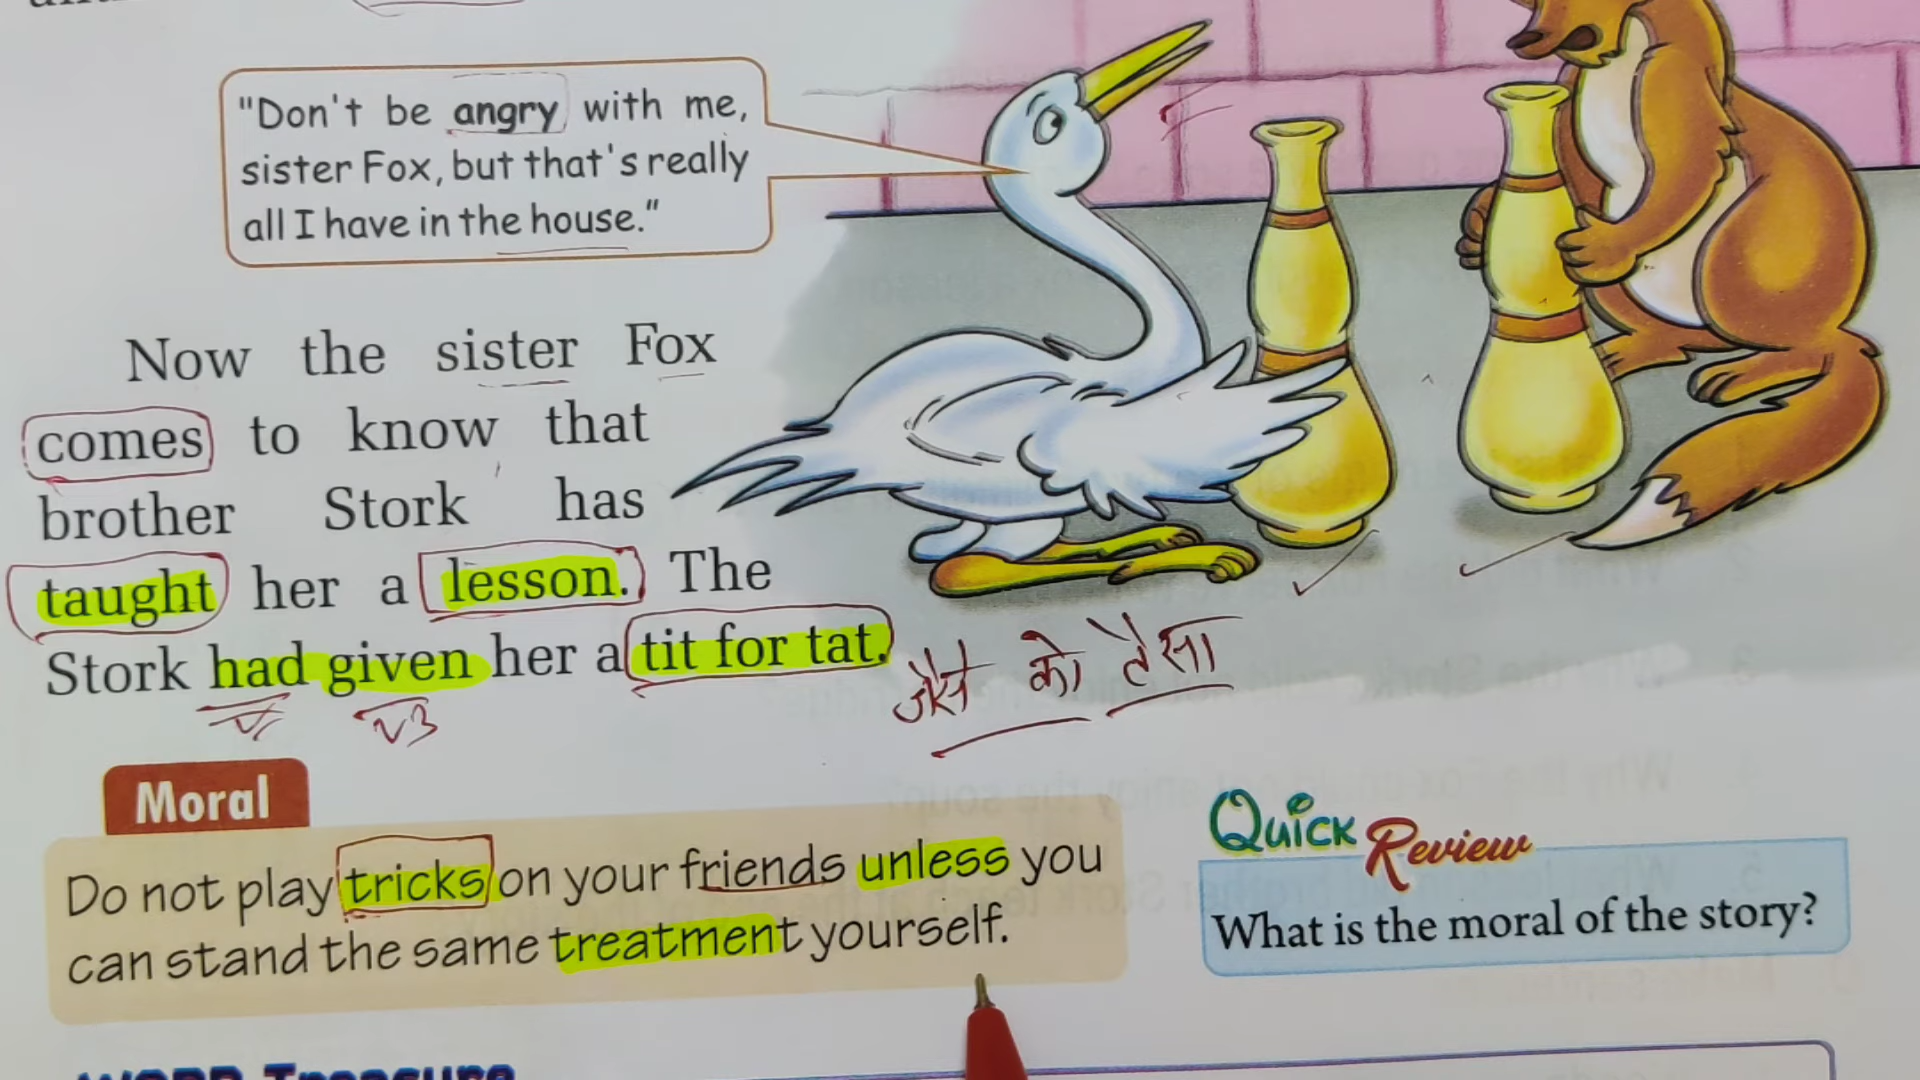 "Don't be angry with me,
sister Fox, but that's really
all I have in the house."
Now the sister Fox
comes to know that
brother Stork has
taught her a lesson. The
Stork had given her a tit for tat.
जैसे को तैसा
V3
Moral
Do not play tricks on your friends unless you
can stand the same treatment yourself.
Quick Review
What is the moral of the story?
WORD Treasure